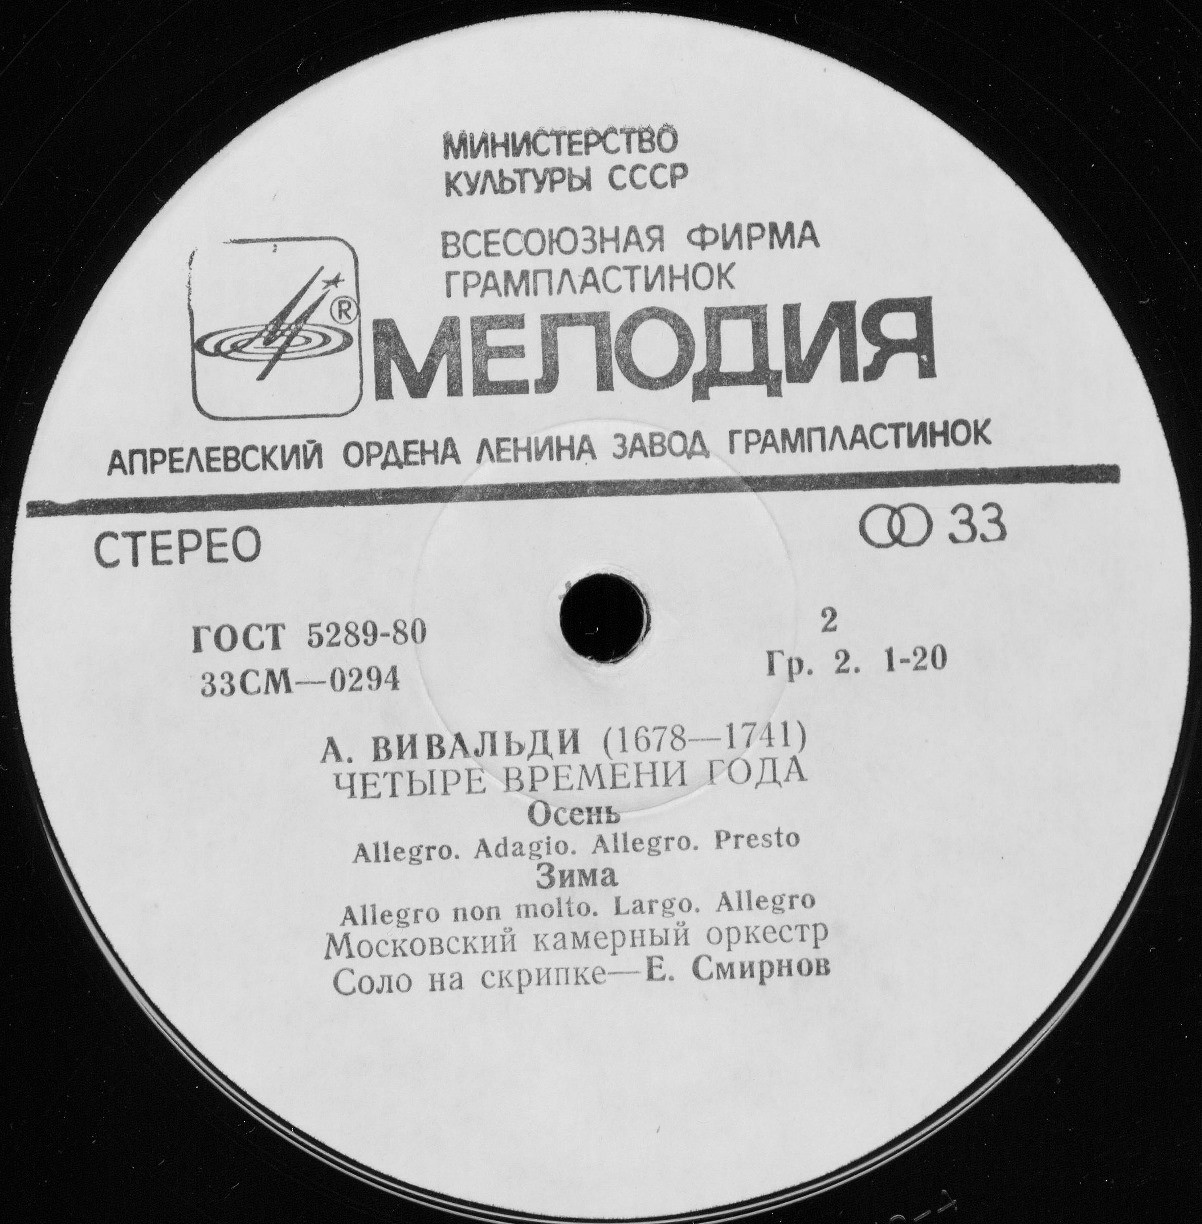 МИНИСТЕРСТВО
КУЛЬТУРЫ СССР
ВСЕСОЮЗНАЯ ФИРМА
ГРАМПЛАСТИНОК
®
МЕЛОДИЯ
АПРЕЛЕВСКИЙ ОРДЕНА ЛЕНИНА ЗАВОД ГРАМПЛАСТИНОК
СТЕРЕО
33
ГОСТ 5289-80
2
33СМ—0294
Гр. 2. 1-20
А. ВИВАЛЬДИ (1678—1741)
ЧЕТЫРЕ ВРЕМЕНИ ГОДА
Осень
Allegro. Adagio. Allegro. Presto
Зима
Allegro non molto. Largo. Allegro
Московский камерный оркестр
Соло на скрипке—Е. Смирнов